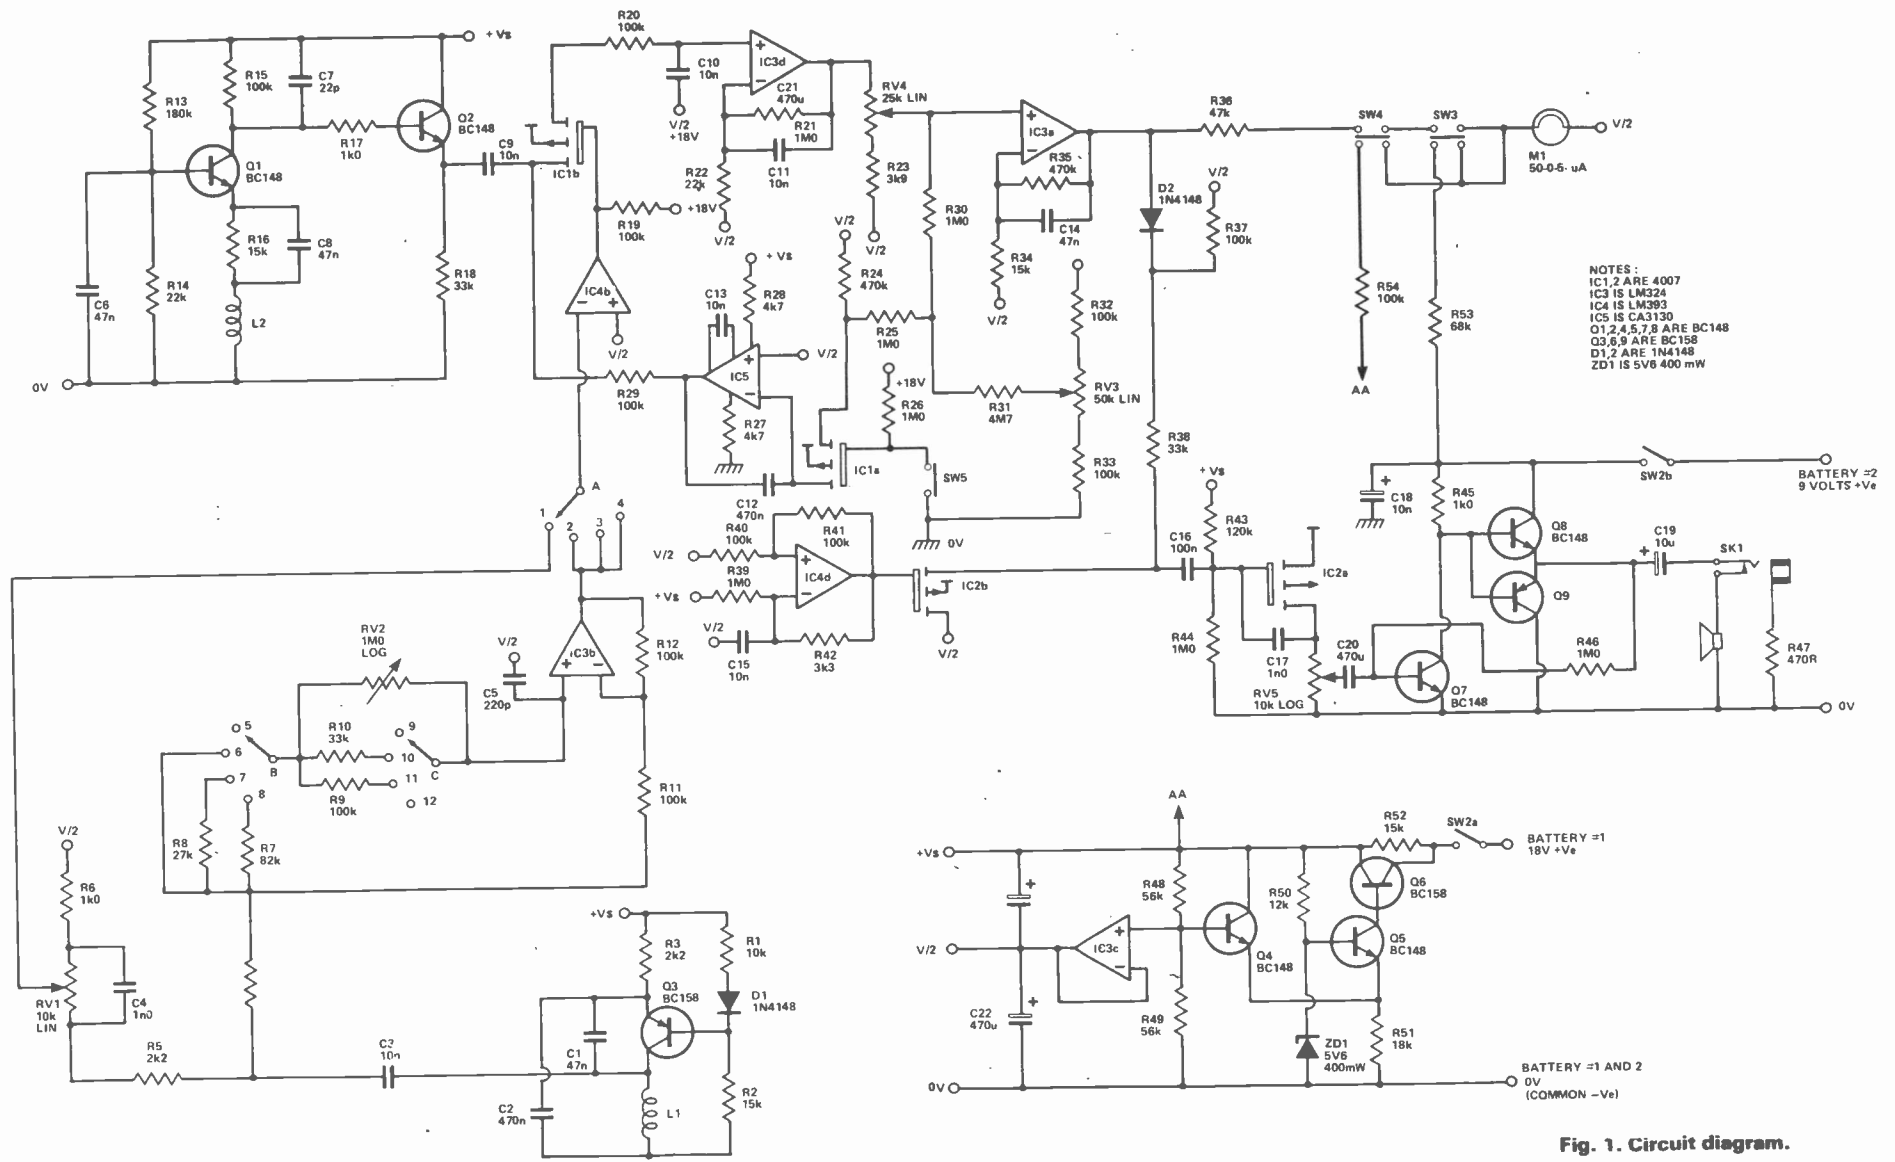 +Vs
R13
180k
R15
100k
C7
22p
R17
1k0
Q2
BC148
Q1
BC148
R16
15k
C8
47n
R14
22k
C6
47n
L2
R18
33k
0V
C9
10n
R20
100k
C10
10n
V/2
+18V
IC1b
R19
100k
+18V
+
−
IC3d
C21
470u
R21
1M0
C11
10n
R22
22k
V/2
RV4
25k LIN
R23
3k9
V/2
IC4b
−
+
V/2
R29
100k
C13
10n
+Vs
R28
4k7
+
−
IC5
V/2
R27
4k7
C12
470n
V/2
R24
470k
R25
1M0
+18V
R26
1M0
IC1a
SW5
0V
R30
1M0
R31
4M7
R32
100k
RV3
50k LIN
R33
100k
+
−
IC3a
R35
470k
C14
47n
R34
15k
V/2
R36
47k
D2
1N4148
V/2
R37
100k
R38
33k
SW4
SW3
M1
50-0-5· uA
V/2
R54
100k
AA
R53
68k
NOTES :
IC1,2 ARE 4007
IC3 IS LM324
IC4 IS LM393
IC5 IS CA3130
Q1,2,4,5,7,8 ARE BC148
Q3,6,9 ARE BC158
D1,2 ARE 1N4148
ZD1 IS 5V6 400 mW
A
1
2
3
4
V/2
R40
100k
R39
1M0
+Vs
V/2
C15
10n
R41
100k
+
−
IC4d
R42
3k3
IC2b
V/2
C16
100n
+Vs
R43
120k
R44
1M0
IC2a
C17
1n0
RV5
10k LOG
C20
470u
Q7
BC148
+
C18
10n
R45
1k0
Q8
BC148
Q9
R46
1M0
SW2b
BATTERY =2
9 VOLTS +Ve
+
C19
10u
SK1
R47
470R
0V
RV2
1M0
LOG
V/2
C5
220p
IC3b
+
−
R12
100k
R11
100k
5
6
7
8
B
R10
33k
R9
100k
9
10
11
12
C
R8
27k
R7
82k
V/2
R6
1k0
RV1
10k
LIN
C4
1n0
R5
2k2
C3
10n
+Vs
R3
2k2
R1
10k
Q3
BC158
D1
1N4148
C1
47n
C2
470n
L1
R2
15k
AA
+Vs
+
V/2
+
C22
470u
0V
IC3c
+
−
R48
56k
R49
56k
Q4
BC148
R50
12k
R52
15k
SW2a
BATTERY =1
18V +Ve
Q6
BC158
Q5
BC148
ZD1
5V6
400mW
R51
18k
BATTERY =1 AND 2
0V
(COMMON −Ve)
Fig. 1. Circuit diagram.